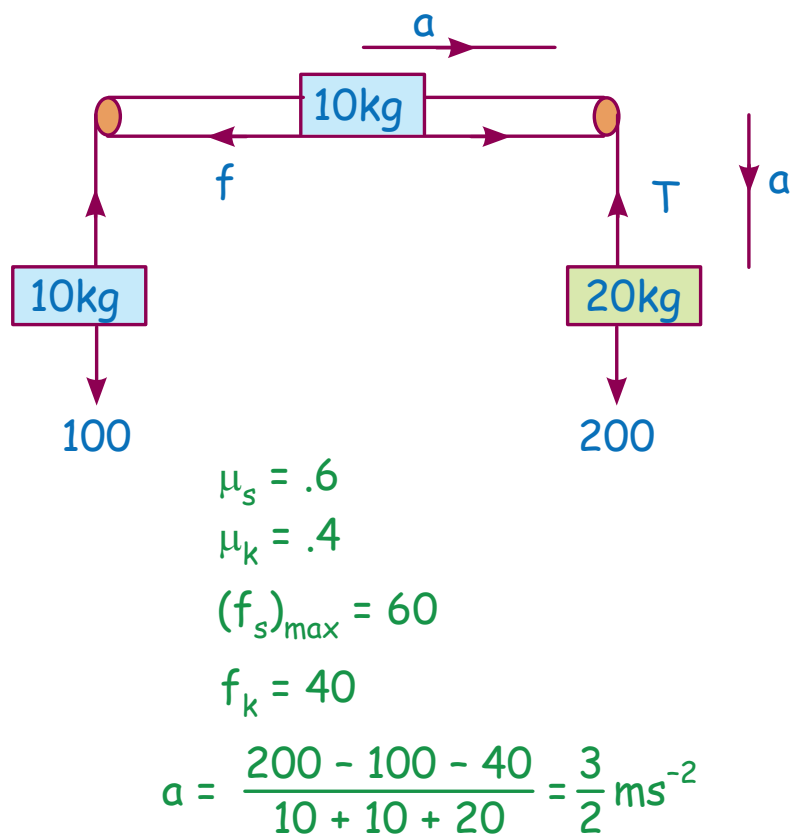 a
10kg
f
T
a
10kg
20kg
100
200
μₛ = .6
μₖ = .4
(fₛ)ₘₐₓ = 60
fₖ = 40
a = (200 - 100 - 40)/(10 + 10 + 20) = 3/2 ms⁻²